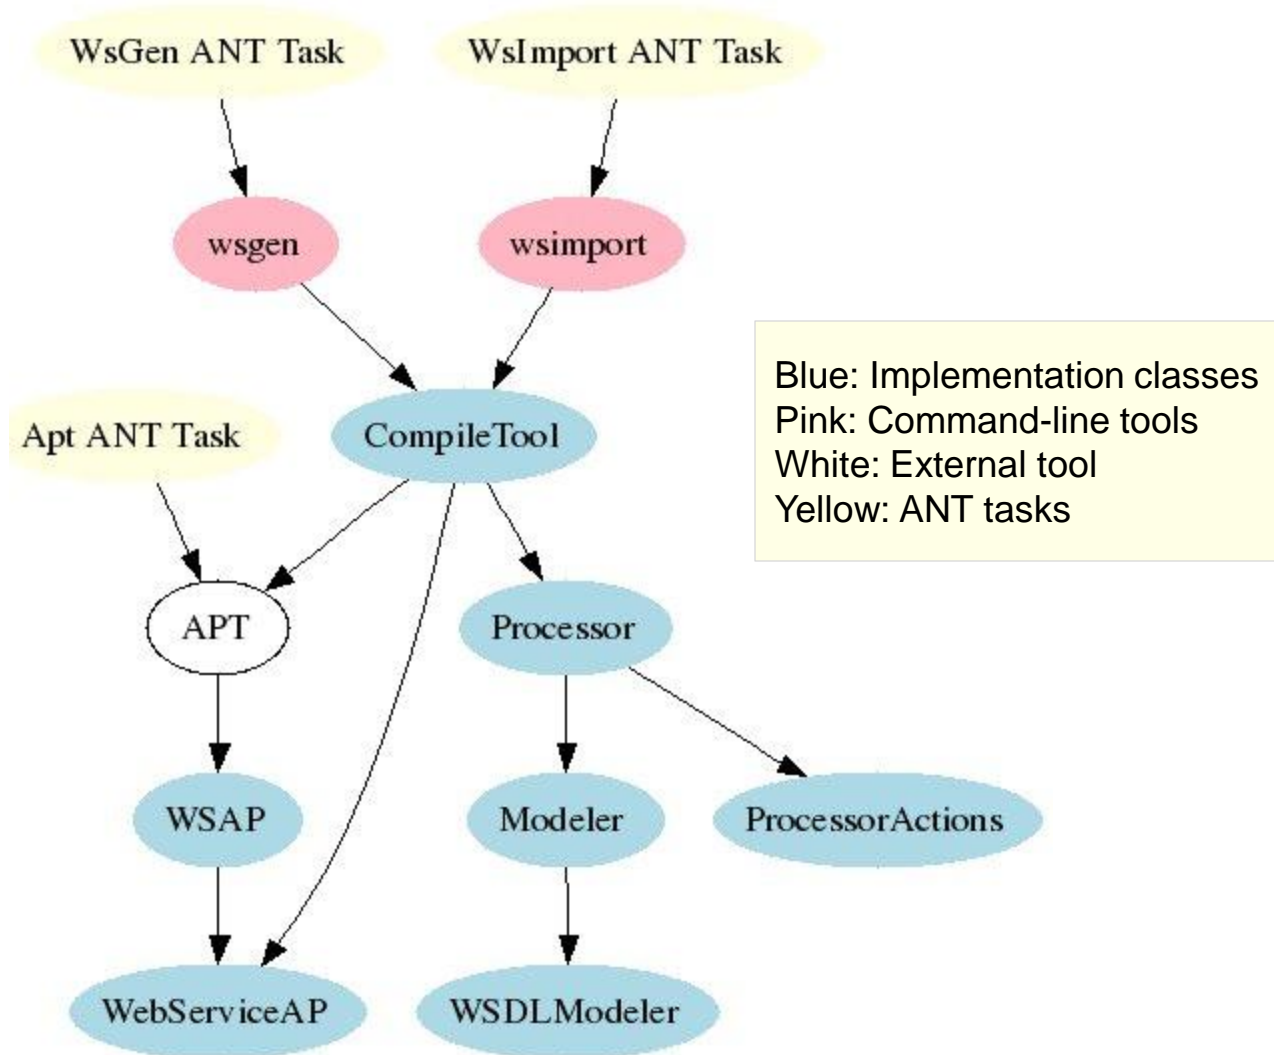 WsGen ANT Task
WsImport ANT Task
wsgen
wsimport
Blue: Implementation classes
Pink: Command-line tools
White: External tool
Yellow: ANT tasks
Apt ANT Task
CompileTool
APT
Processor
WSAP
Modeler
ProcessorActions
WebServiceAP
WSDLModeler